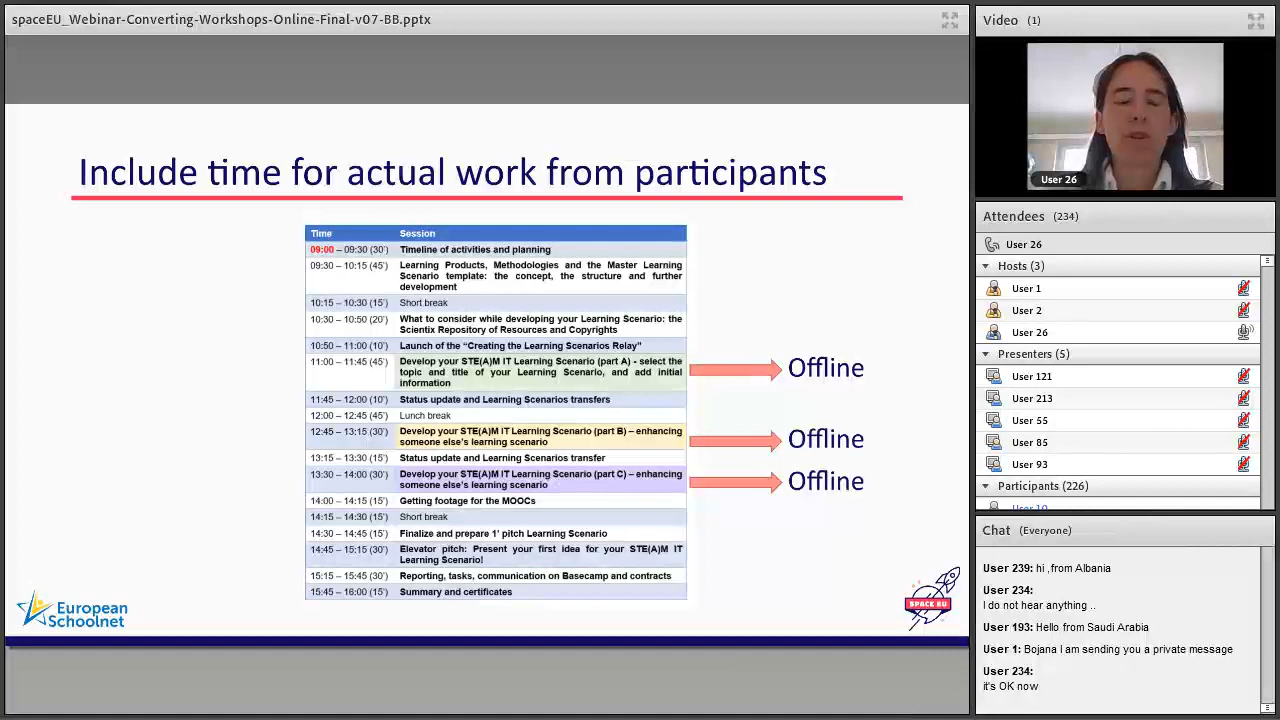 spaceEU_Webinar-Converting-Workshops-Online-Final-v07-BB.pptx
Include time for actual work from participants
Time Session
09:00 – 09:30 (30') Timeline of activities and planning
09:30 – 10:15 (45') Learning Products, Methodologies and the Master Learning
Scenario template: the concept, the structure and further
development
10:15 – 10:30 (15') Short break
10:30 – 10:50 (20') What to consider while developing your Learning Scenario: the
Scientix Repository of Resources and Copyrights
10:50 – 11:00 (10') Launch of the “Creating the Learning Scenarios Relay”
11:00 – 11:45 (45') Develop your STE(A)M IT Learning Scenario (part A) - select the
topic and title of your Learning Scenario, and add initial
information
Offline
11:45 – 12:00 (10') Status update and Learning Scenarios transfers
12:00 – 12:45 (45') Lunch break
12:45 – 13:15 (30') Develop your STE(A)M IT Learning Scenario (part B) – enhancing
someone else's learning scenario
Offline
13:15 – 13:30 (15') Status update and Learning Scenarios transfer
13:30 – 14:00 (30') Develop your STE(A)M IT Learning Scenario (part C) – enhancing
someone else's learning scenario
Offline
14:00 – 14:15 (15') Getting footage for the MOOCs
14:15 – 14:30 (15') Short break
14:30 – 14:45 (15') Finalize and prepare 1' pitch Learning Scenario
14:45 – 15:15 (30') Elevator pitch: Present your first idea for your STE(A)M IT
Learning Scenario!
15:15 – 15:45 (30') Reporting, tasks, communication on Basecamp and contracts
15:45 – 16:00 (15') Summary and certificates
European
Schoolnet
SPACE EU
Video (1)
User 26
Attendees (234)
User 26
Hosts (3)
User 1
User 2
User 26
Presenters (5)
User 121
User 213
User 55
User 85
User 93
Participants (226)
User 10
Chat (Everyone)
User 239: hi ,from Albania
User 234:
I do not hear anything ..
User 193: Hello from Saudi Arabia
User 1: Bojana I am sending you a private message
User 234:
it's OK now